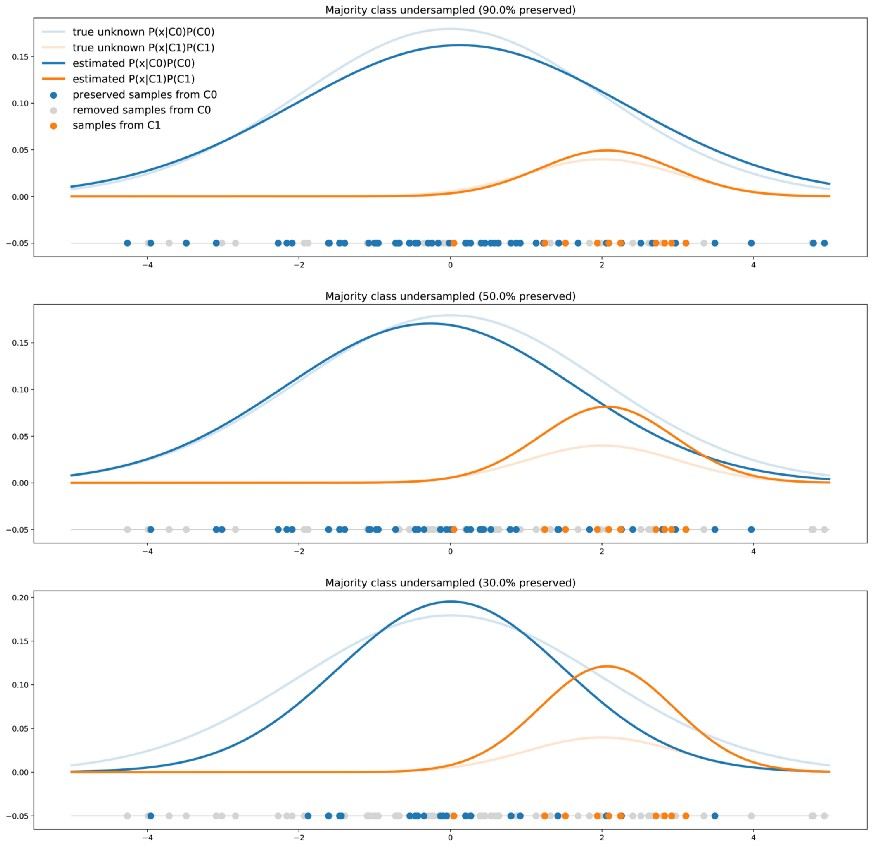 Majority class undersampled (90.0% preserved)
true unknown P(x|C0)P(C0)
true unknown P(x|C1)P(C1)
estimated P(x|C0)P(C0)
estimated P(x|C1)P(C1)
preserved samples from C0
removed samples from C0
samples from C1
0.15
0.10
0.05
0.00
−0.05
−4 −2 0 2 4
Majority class undersampled (50.0% preserved)
0.15
0.10
0.05
0.00
−0.05
−4 −2 0 2 4
Majority class undersampled (30.0% preserved)
0.20
0.15
0.10
0.05
0.00
−0.05
−4 −2 0 2 4